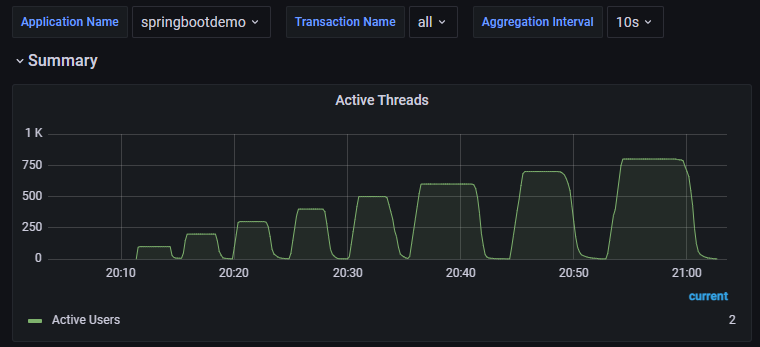 Application Name springbootdemo Transaction Name all Aggregation Interval 10s
Summary
Active Threads
1 K
750
500
250
0
20:10 20:20 20:30 20:40 20:50 21:00
current
Active Users 2